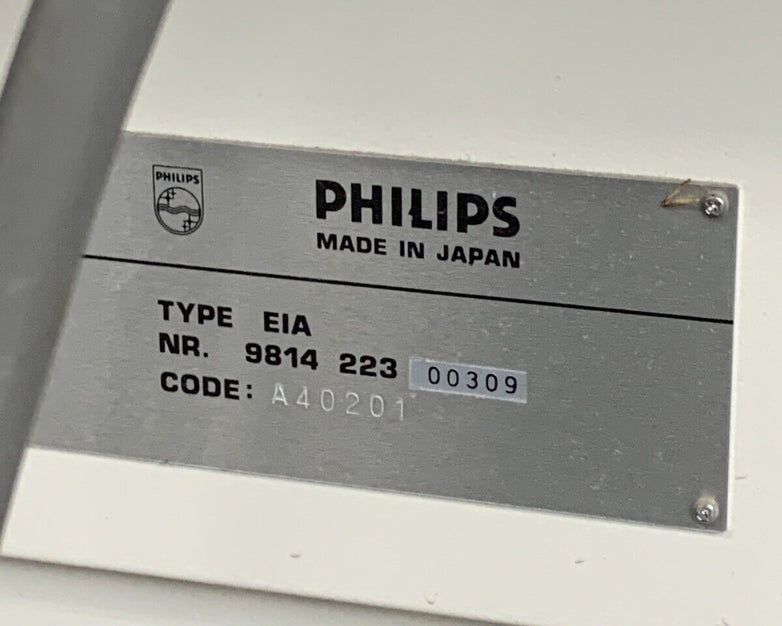 PHILIPS
PHILIPS
MADE IN JAPAN
TYPE EIA
NR. 9814 223 00309
CODE: A40201